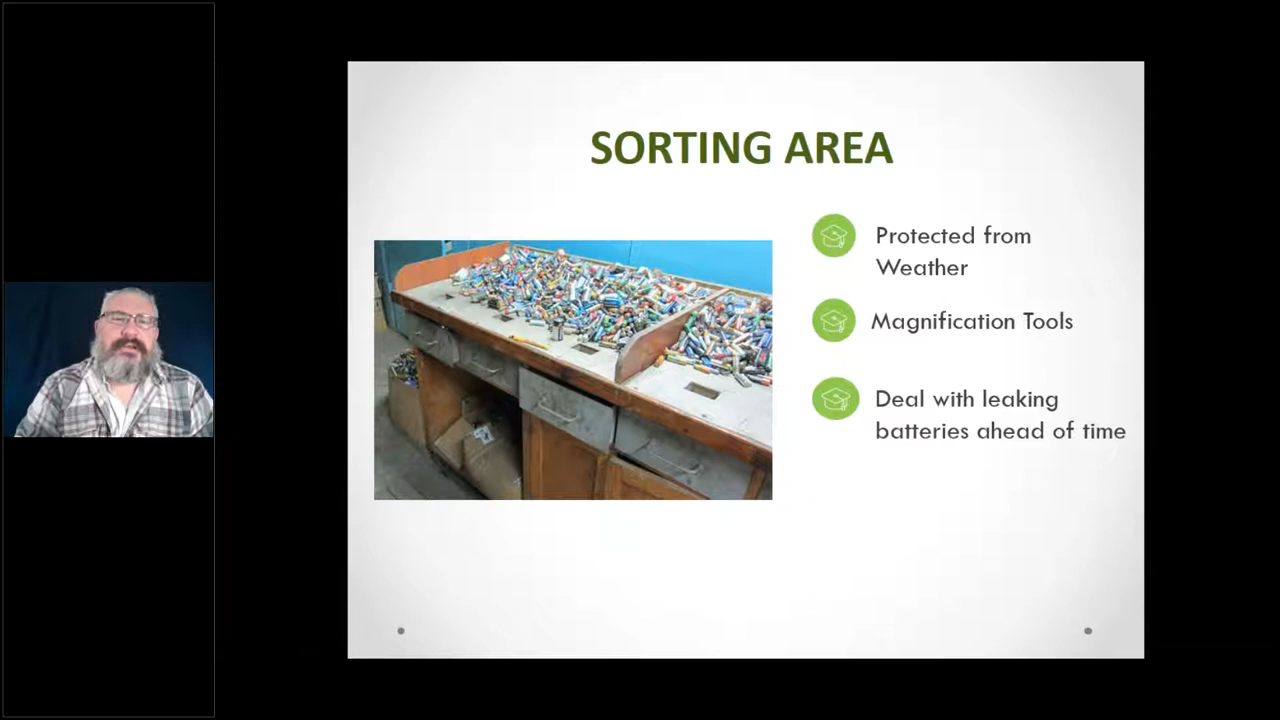 SORTING AREA
Protected from
Weather
Magnification Tools
Deal with leaking
batteries ahead of time